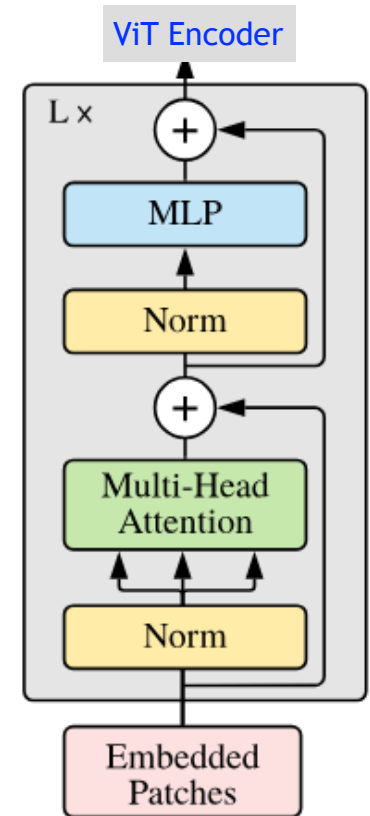 ViT Encoder
L ×
+
MLP
Norm
+
Multi-Head
Attention
Norm
Embedded
Patches